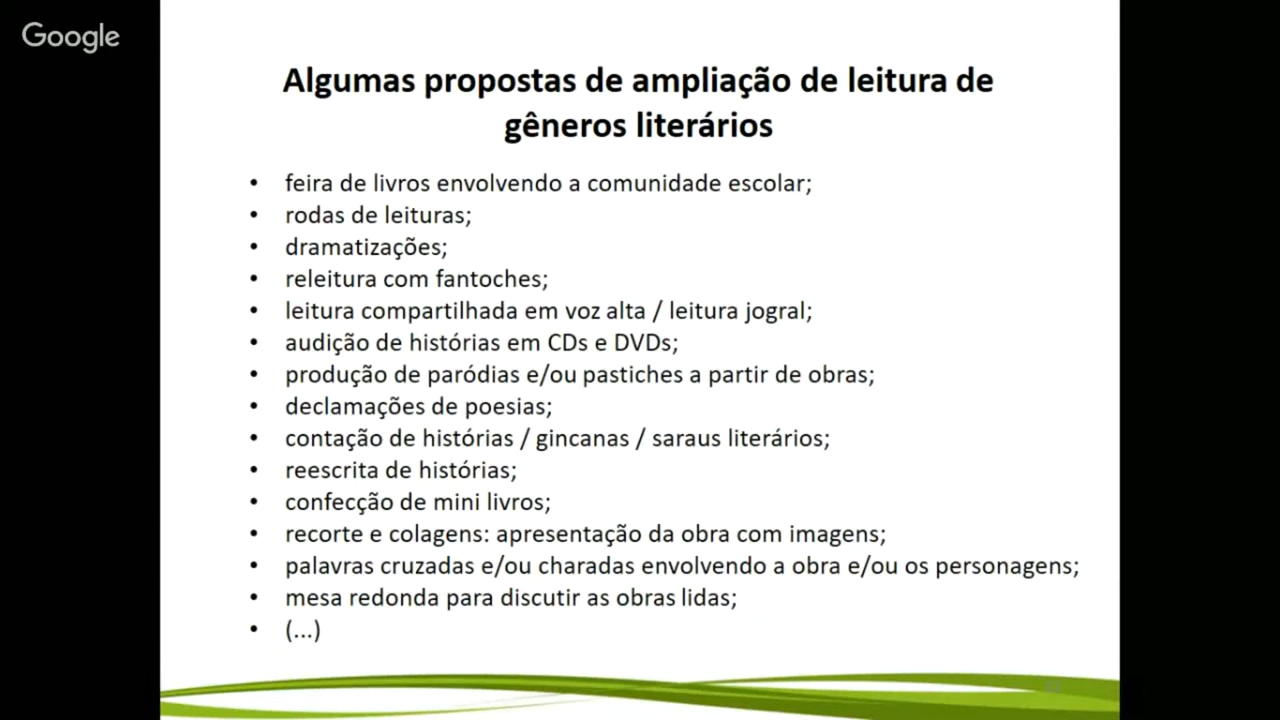 Google
Algumas propostas de ampliação de leitura de
gêneros literários
• feira de livros envolvendo a comunidade escolar;
• rodas de leituras;
• dramatizações;
• releitura com fantoches;
• leitura compartilhada em voz alta / leitura jogral;
• audição de histórias em CDs e DVDs;
• produção de paródias e/ou pastiches a partir de obras;
• declamações de poesias;
• contação de histórias / gincanas / saraus literários;
• reescrita de histórias;
• confecção de mini livros;
• recorte e colagens: apresentação da obra com imagens;
• palavras cruzadas e/ou charadas envolvendo a obra e/ou os personagens;
• mesa redonda para discutir as obras lidas;
• (...)